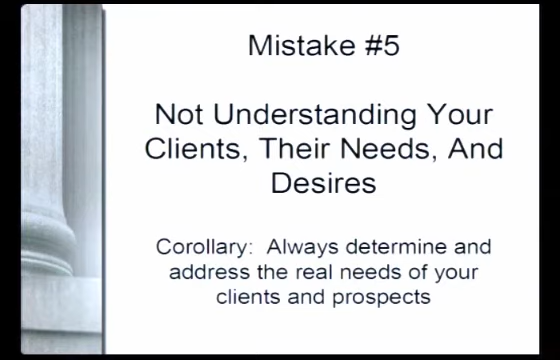 Mistake #5
Not Understanding Your
Clients, Their Needs, And
Desires
Corollary:  Always determine and
address the real needs of your
clients and prospects